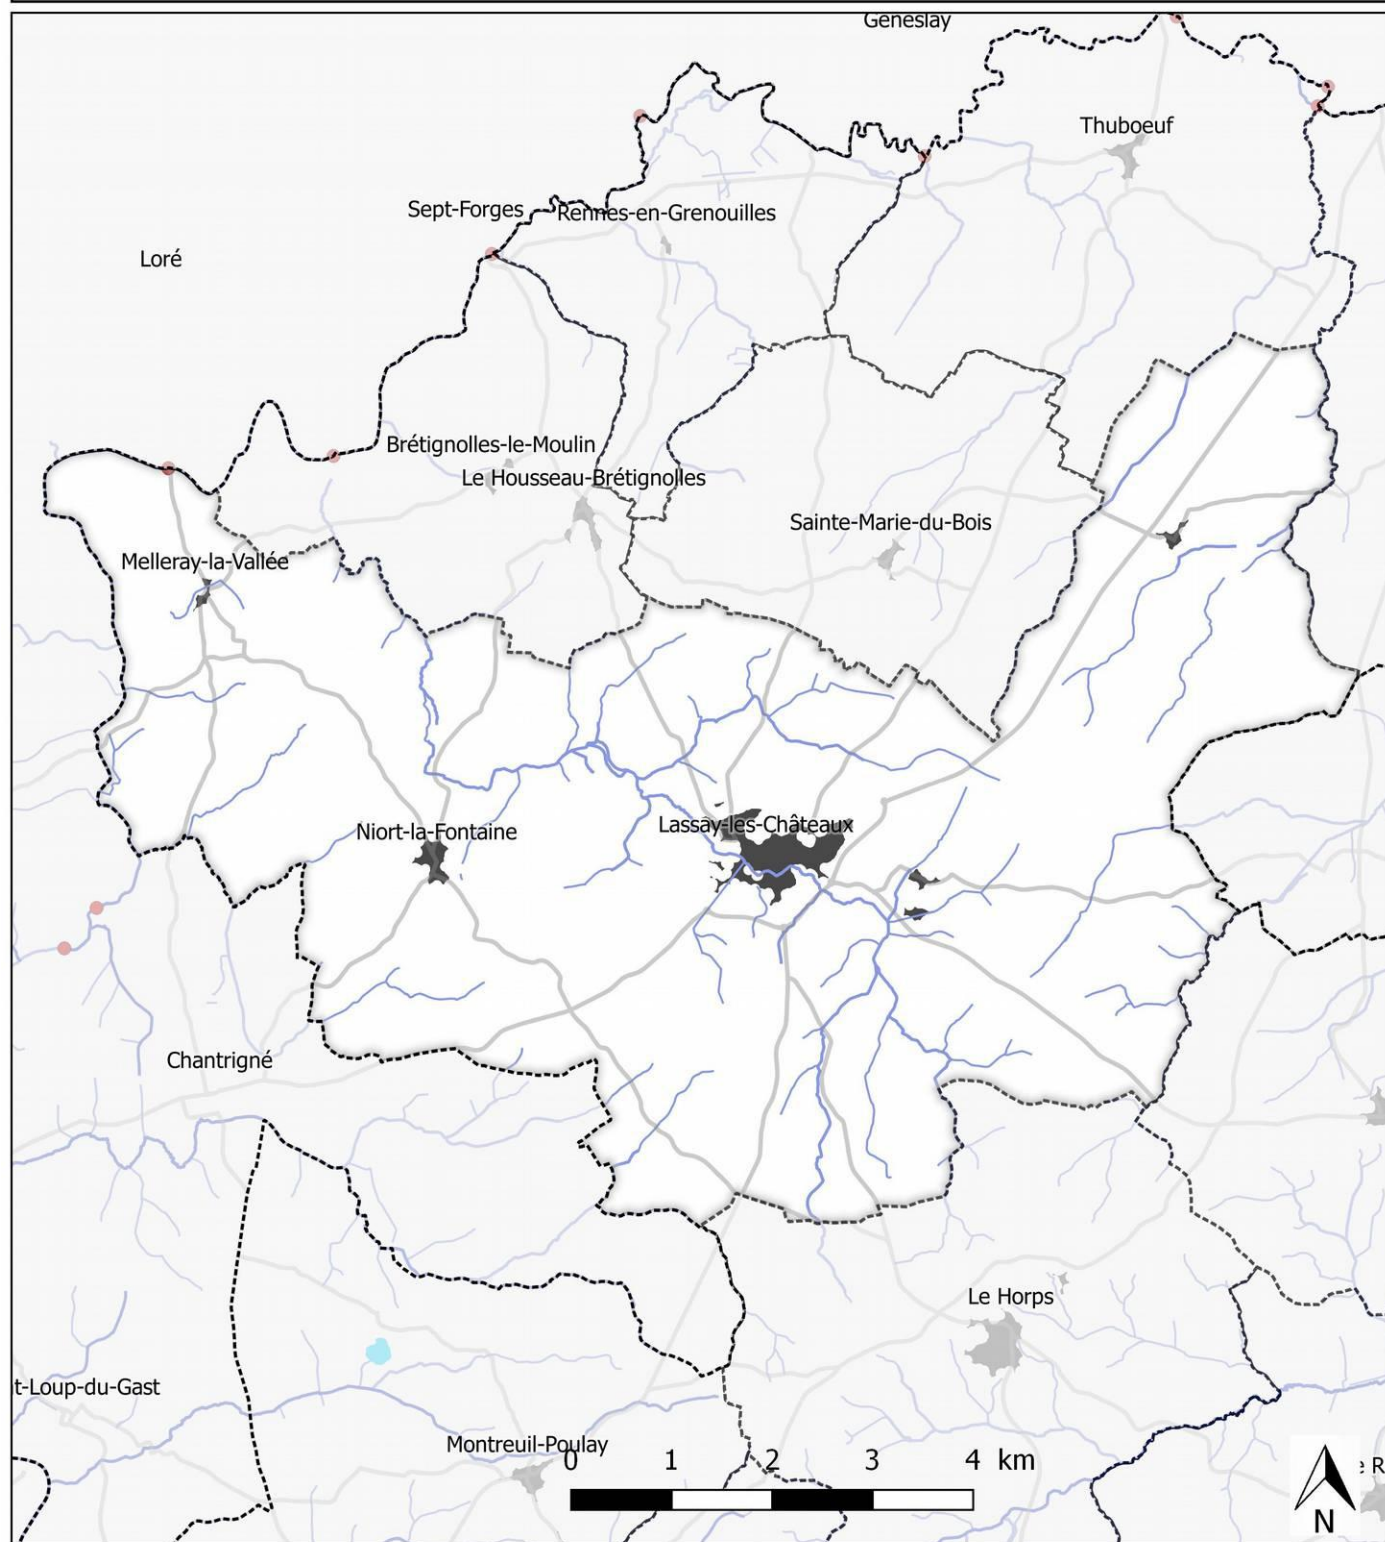 Geneslay
Thuboeuf
Sept-Forges
Rennes-en-Grenouilles
Loré
Brétignolles-le-Moulin
Le Housseau-Brétignolles
Sainte-Marie-du-Bois
Melleray-la-Vallée
Niort-la-Fontaine
Lassay-les-Châteaux
Chantrigné
Le Horps
t-Loup-du-Gast
Montreuil-Poulay
0 1 2 3 4 km
e R
N